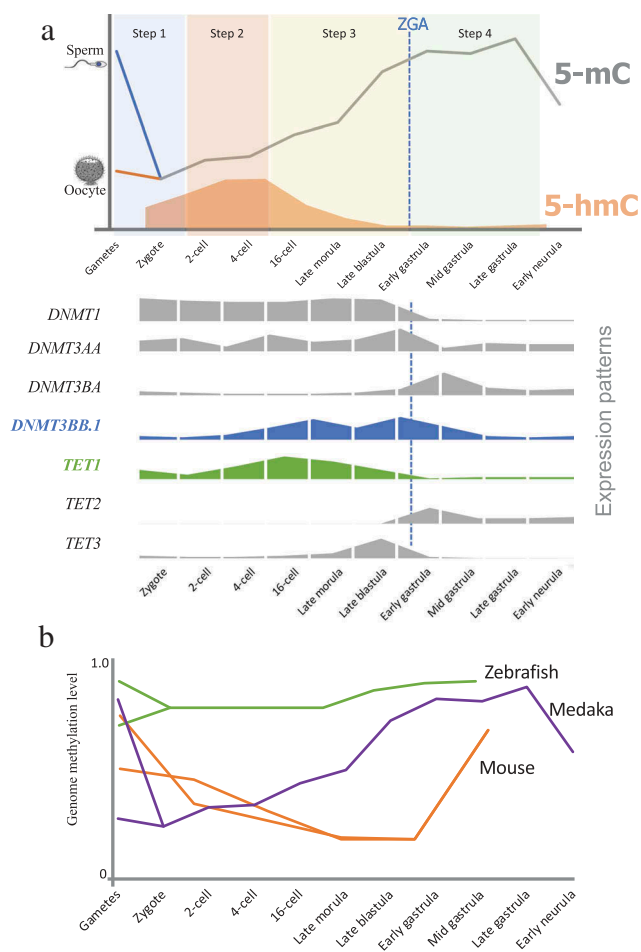 a
Step 1
Step 2
Step 3
ZGA
Step 4
Sperm
Oocyte
5-mC
5-hmC
Gametes
Zygote
2-cell
4-cell
16-cell
Late morula
Late blastula
Early gastrula
Mid gastrula
Late gastrula
Early neurula
DNMT1
DNMT3AA
DNMT3BA
DNMT3BB.1
TET1
TET2
TET3
Expression patterns
Zygote
2-cell
4-cell
16-cell
Late morula
Late blastula
Early gastrula
Mid gastrula
Late gastrula
Early neurula
b
Genome methylation level
1.0
0
Zebrafish
Medaka
Mouse
Gametes
Zygote
2-cell
4-cell
16-cell
Late morula
Late blastula
Early gastrula
Mid gastrula
Late gastrula
Early neurula